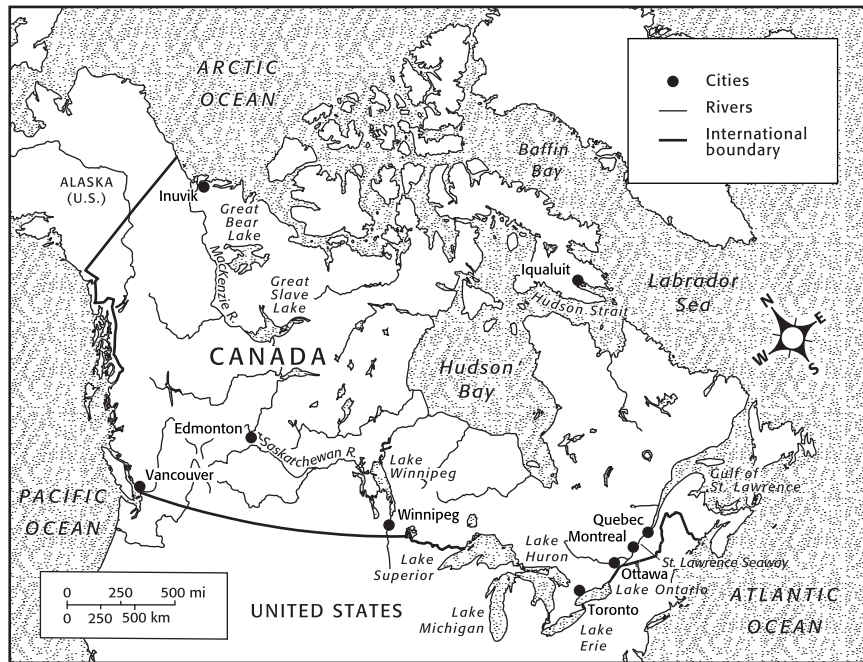 ARCTIC
OCEAN
Cities
Rivers
International
boundary
Baffin
Bay
ALASKA
(U.S.)
Inuvik
Great
Bear
Lake
Mackenzie R.
Great
Slave
Lake
Iqualuit
Hudson Strait
Labrador
Sea
N
E
W
S
CANADA
Hudson
Bay
Edmonton
Saskatchewan R.
Lake
Winnipeg
Vancouver
PACIFIC
OCEAN
Winnipeg
Gulf of
St. Lawrence
Quebec
Montreal
Lake
Huron
St. Lawrence Seaway
Ottawa
Lake
Superior
Lake Ontario
Toronto
ATLANTIC
OCEAN
0 250 500 mi
0 250 500 km
UNITED STATES
Lake
Michigan
Lake
Erie